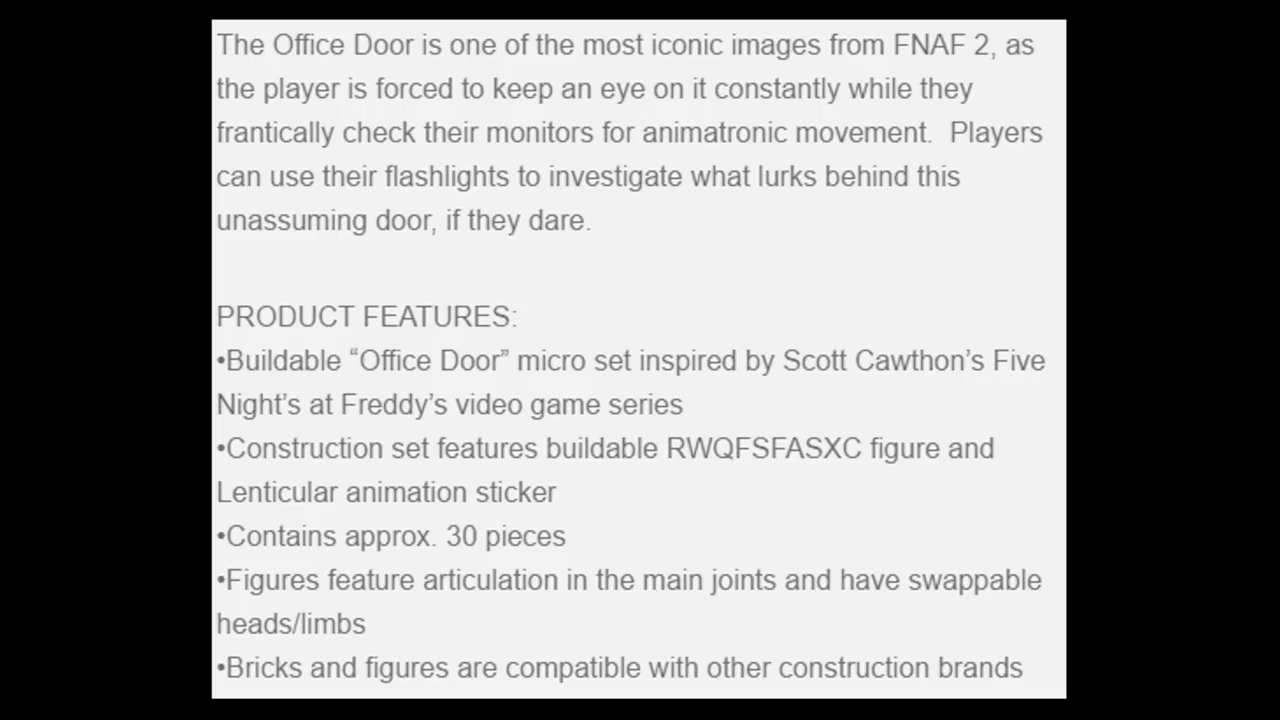 The Office Door is one of the most iconic images from FNAF 2, as
the player is forced to keep an eye on it constantly while they
frantically check their monitors for animatronic movement.  Players
can use their flashlights to investigate what lurks behind this
unassuming door, if they dare.
PRODUCT FEATURES:
•Buildable “Office Door” micro set inspired by Scott Cawthon’s Five
Night’s at Freddy’s video game series
•Construction set features buildable RWQFSFASXC figure and
Lenticular animation sticker
•Contains approx. 30 pieces
•Figures feature articulation in the main joints and have swappable
heads/limbs
•Bricks and figures are compatible with other construction brands